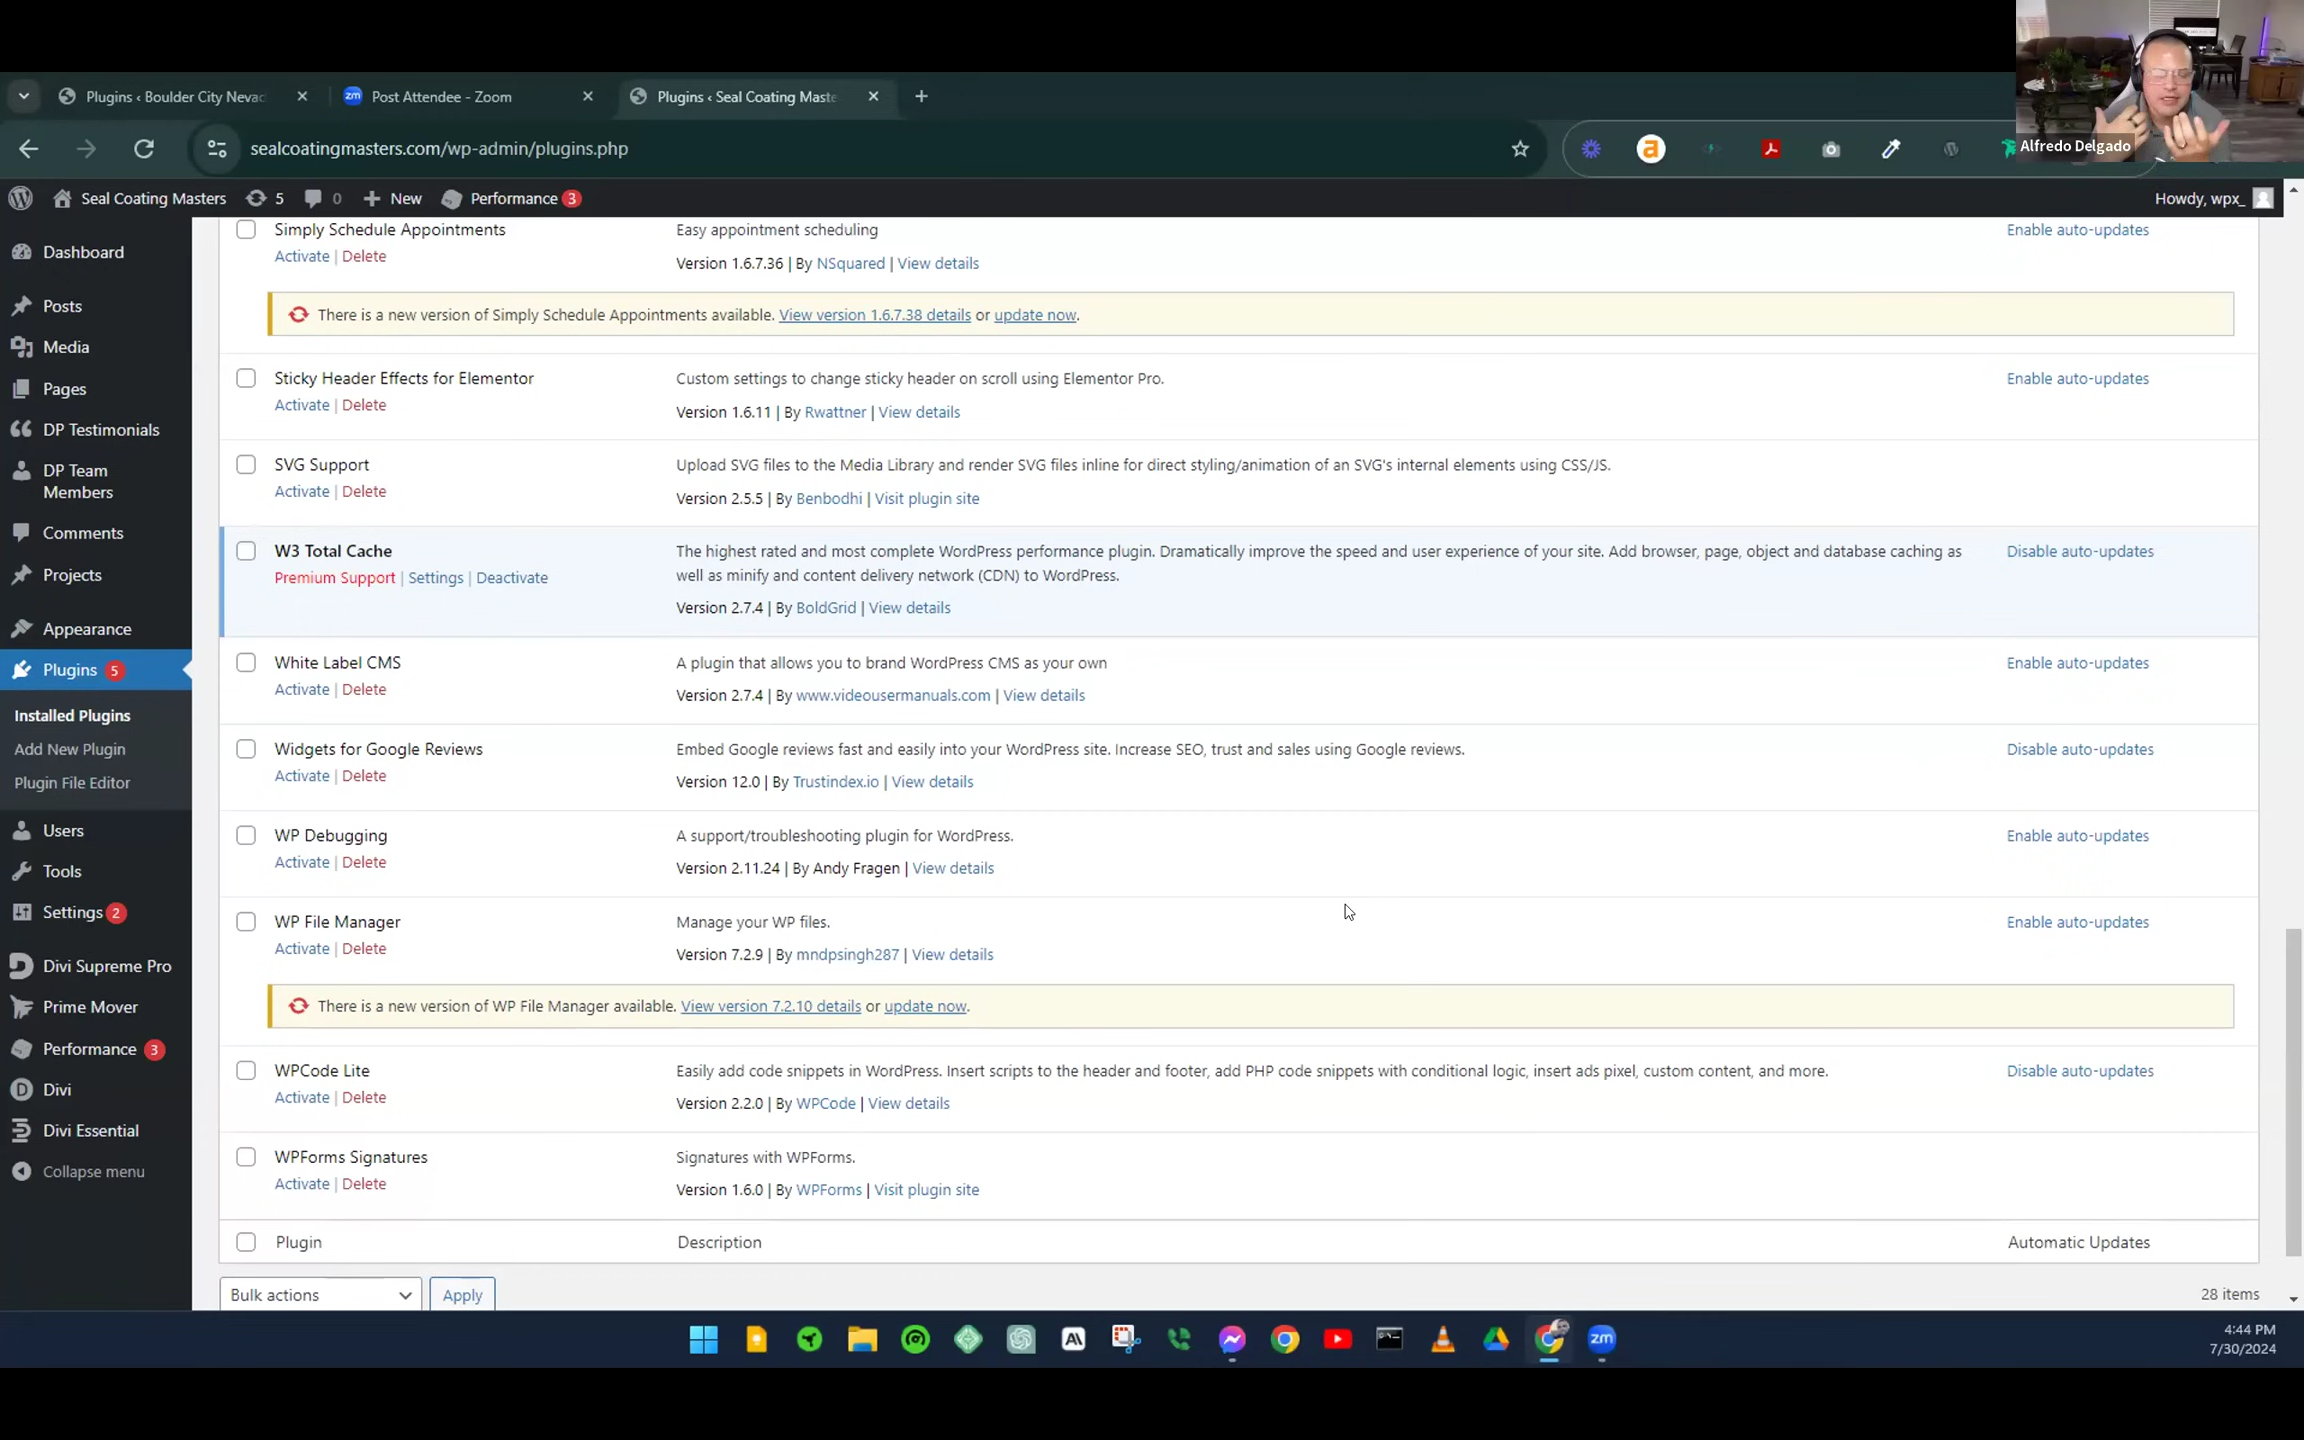 Plugins ‹ Boulder City Nevac
Post Attendee - Zoom
Plugins ‹ Seal Coating Maste
sealcoatingmasters.com/wp-admin/plugins.php
Alfredo Delgado
Seal Coating Masters
5
0
New
Performance 3
Howdy, wpx_
Dashboard
Posts
Media
Pages
DP Testimonials
DP Team
Members
Comments
Projects
Appearance
Plugins 5
Installed Plugins
Add New Plugin
Plugin File Editor
Users
Tools
Settings 2
Divi Supreme Pro
Prime Mover
Performance 3
Divi
Divi Essential
Collapse menu
Simply Schedule Appointments
Activate | Delete
Easy appointment scheduling
Version 1.6.7.36 | By NSquared | View details
Enable auto-updates
There is a new version of Simply Schedule Appointments available. View version 1.6.7.38 details or update now.
Sticky Header Effects for Elementor
Activate | Delete
Custom settings to change sticky header on scroll using Elementor Pro.
Version 1.6.11 | By Rwattner | View details
Enable auto-updates
SVG Support
Activate | Delete
Upload SVG files to the Media Library and render SVG files inline for direct styling/animation of an SVG's internal elements using CSS/JS.
Version 2.5.5 | By Benbodhi | Visit plugin site
W3 Total Cache
Premium Support | Settings | Deactivate
The highest rated and most complete WordPress performance plugin. Dramatically improve the speed and user experience of your site. Add browser, page, object and database caching as
well as minify and content delivery network (CDN) to WordPress.
Version 2.7.4 | By BoldGrid | View details
Disable auto-updates
White Label CMS
Activate | Delete
A plugin that allows you to brand WordPress CMS as your own
Version 2.7.4 | By www.videousermanuals.com | View details
Enable auto-updates
Widgets for Google Reviews
Activate | Delete
Embed Google reviews fast and easily into your WordPress site. Increase SEO, trust and sales using Google reviews.
Version 12.0 | By Trustindex.io | View details
Disable auto-updates
WP Debugging
Activate | Delete
A support/troubleshooting plugin for WordPress.
Version 2.11.24 | By Andy Fragen | View details
Enable auto-updates
WP File Manager
Activate | Delete
Manage your WP files.
Version 7.2.9 | By mndpsingh287 | View details
Enable auto-updates
There is a new version of WP File Manager available. View version 7.2.10 details or update now.
WPCode Lite
Activate | Delete
Easily add code snippets in WordPress. Insert scripts to the header and footer, add PHP code snippets with conditional logic, insert ads pixel, custom content, and more.
Version 2.2.0 | By WPCode | View details
Disable auto-updates
WPForms Signatures
Activate | Delete
Signatures with WPForms.
Version 1.6.0 | By WPForms | Visit plugin site
Plugin
Description
Automatic Updates
Bulk actions
Apply
28 items
4:44 PM
7/30/2024